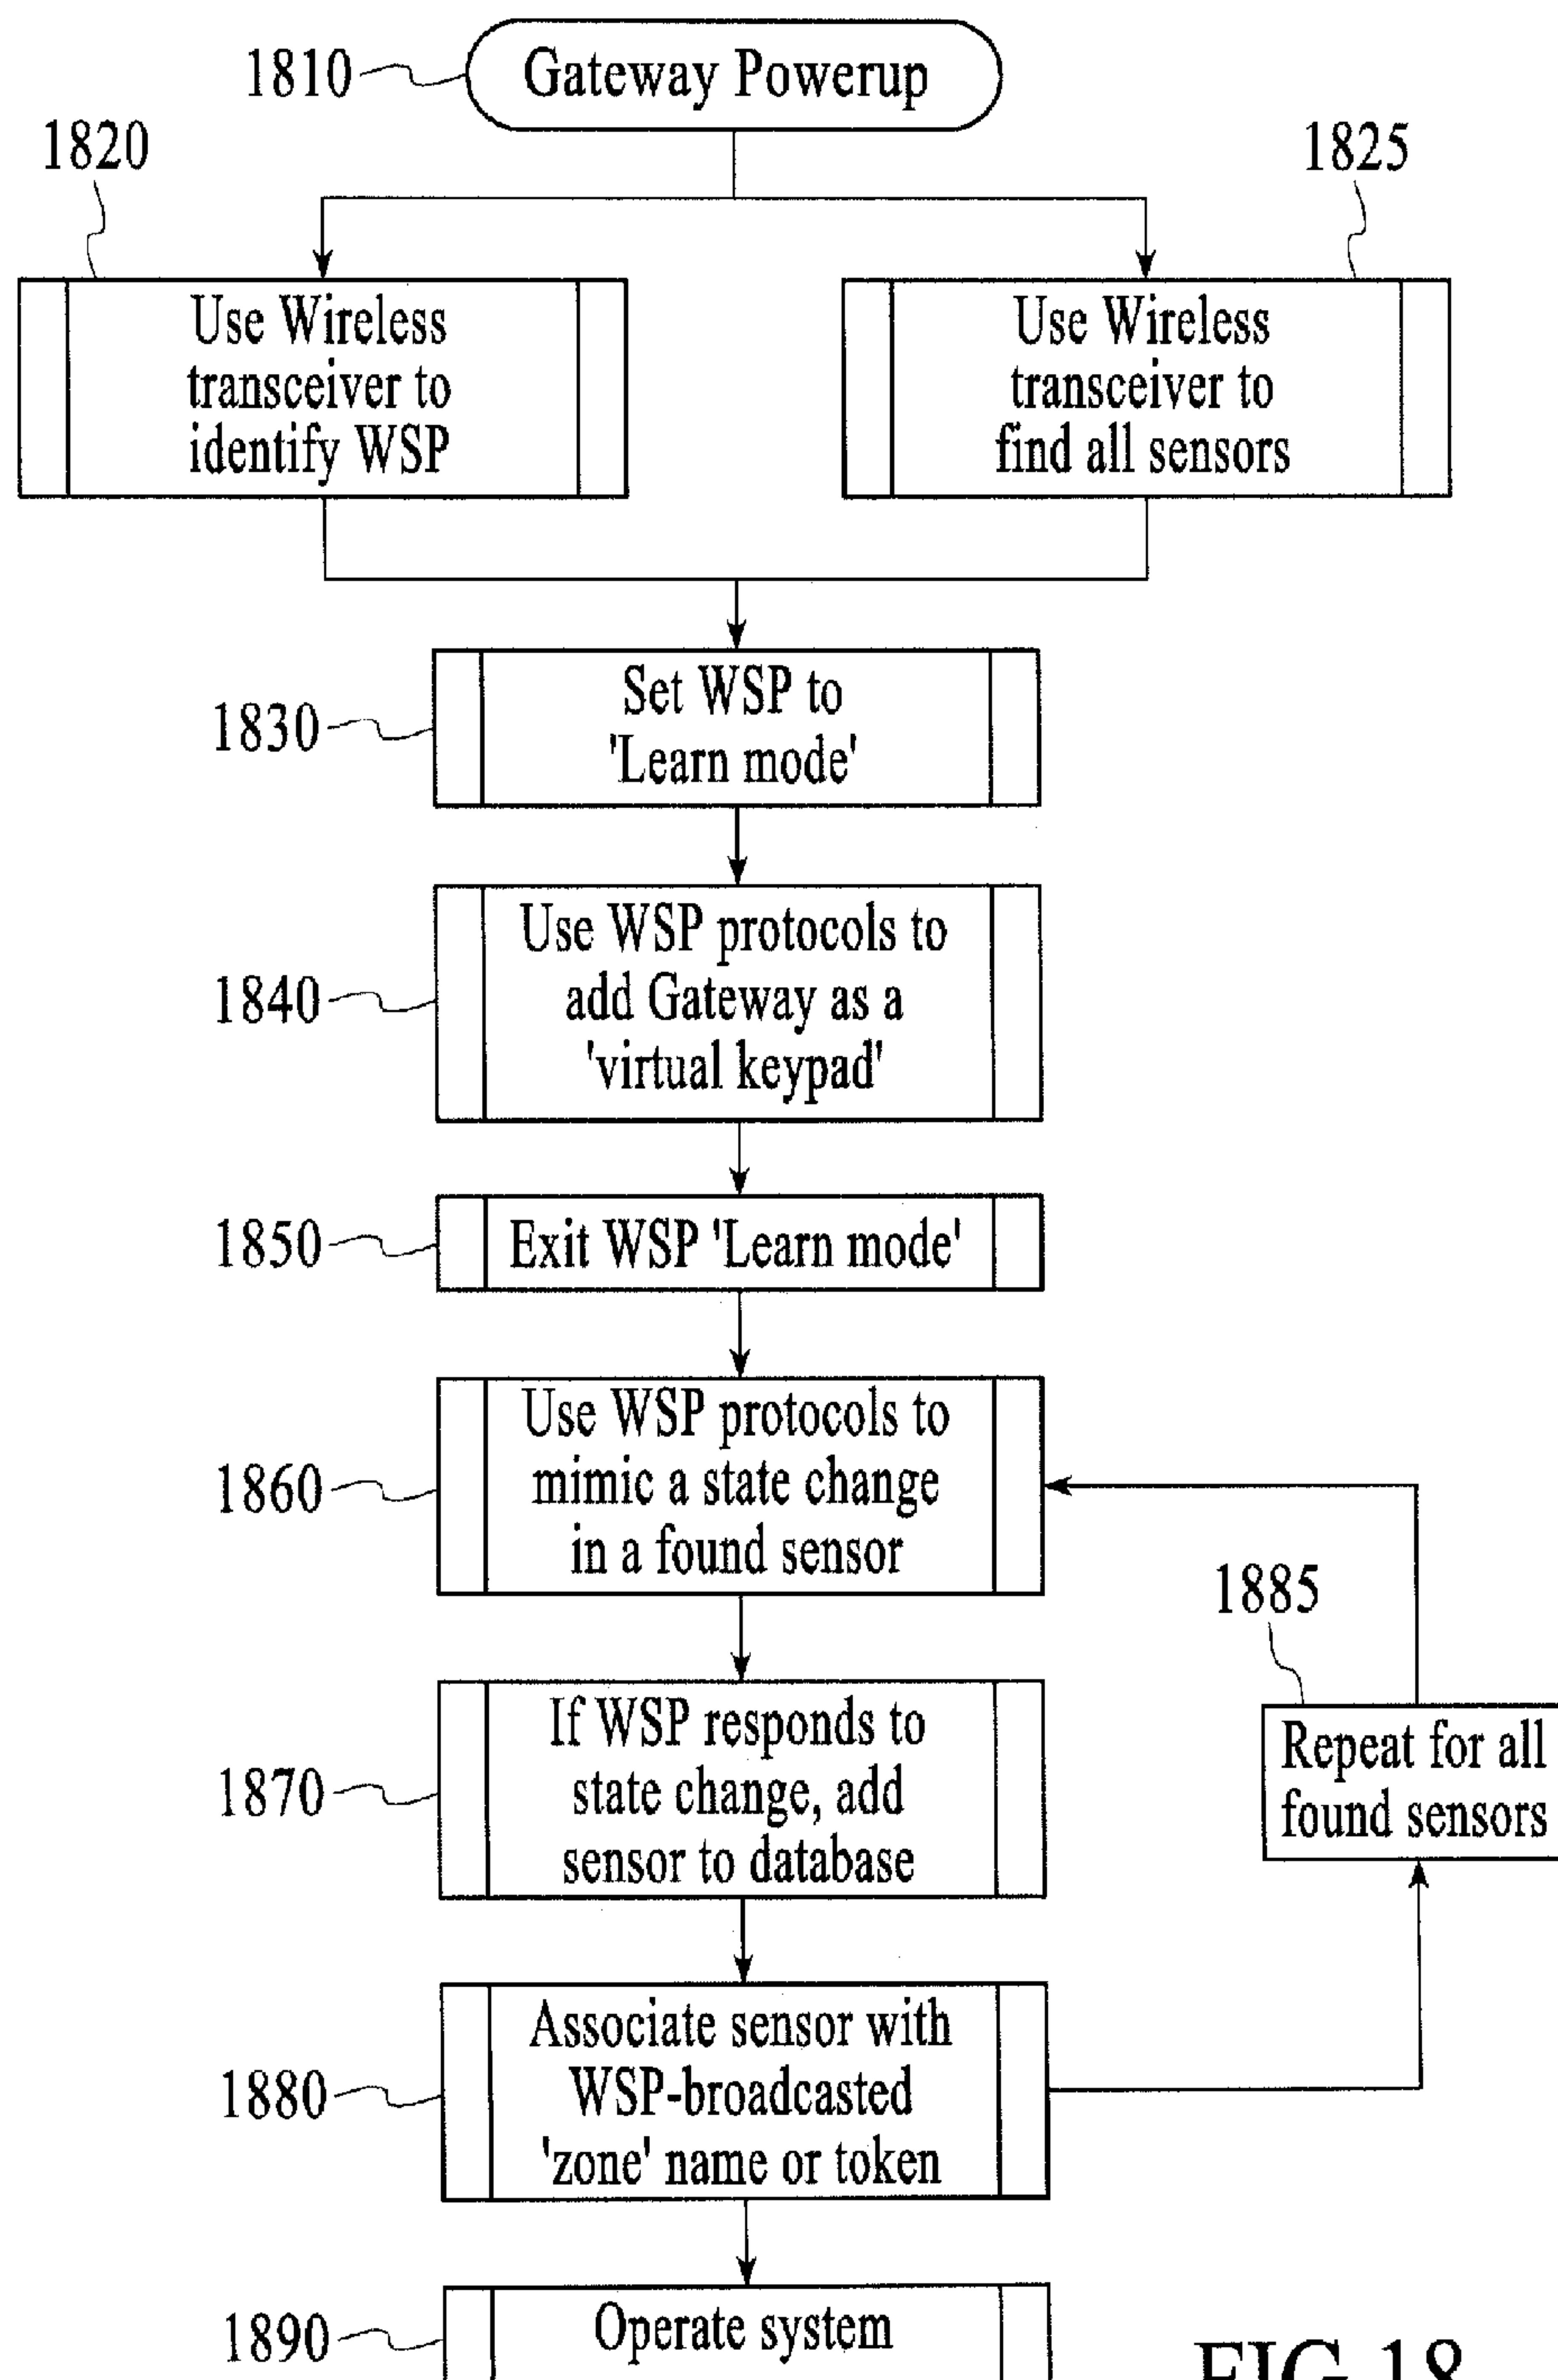 1810
Gateway Powerup
1820
1825
Use Wireless
transceiver to
identify WSP
Use Wireless
transceiver to
find all sensors
1830
Set WSP to
'Learn mode'
1840
Use WSP protocols to
add Gateway as a
'virtual keypad'
1850
Exit WSP 'Learn mode'
1860
Use WSP protocols to
mimic a state change
in a found sensor
1885
Repeat for all
found sensors
1870
If WSP responds to
state change, add
sensor to database
1880
Associate sensor with
WSP-broadcasted
'zone' name or token
1890
Operate system
FIG.18